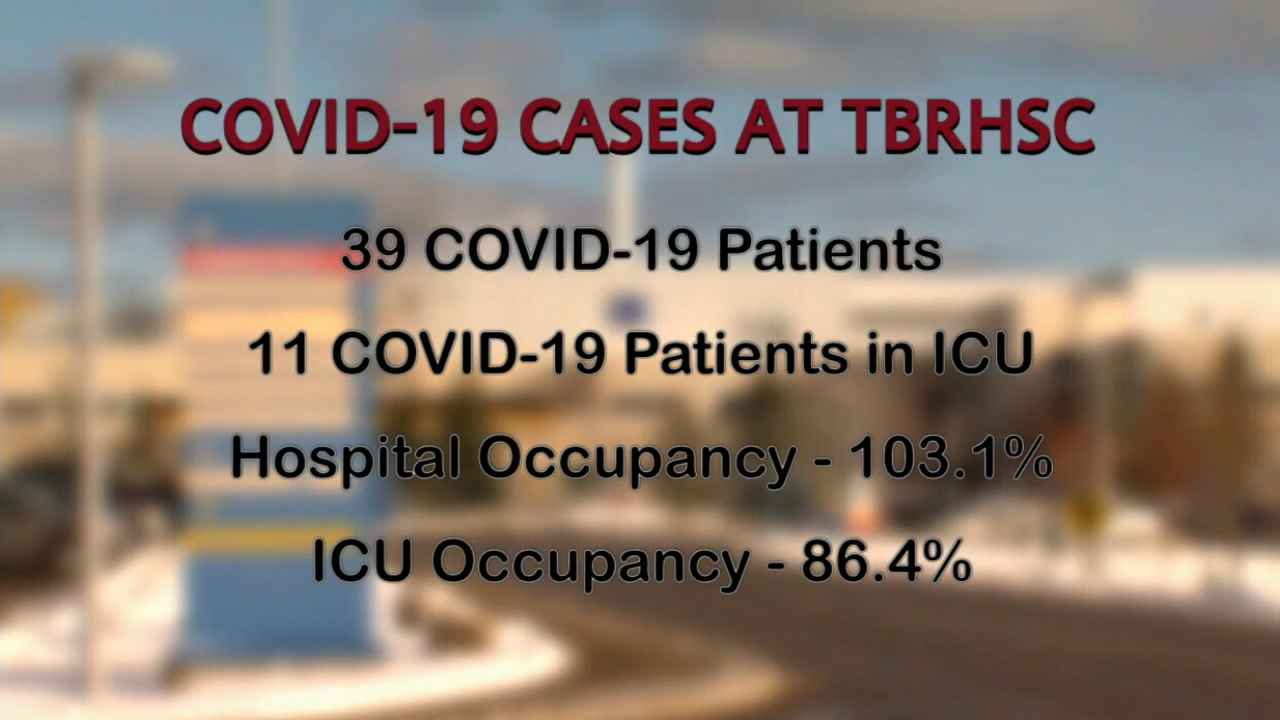 COVID-19 CASES AT TBRHSC
39 COVID-19 Patients
11 COVID-19 Patients in ICU
Hospital Occupancy - 103.1%
ICU Occupancy - 86.4%